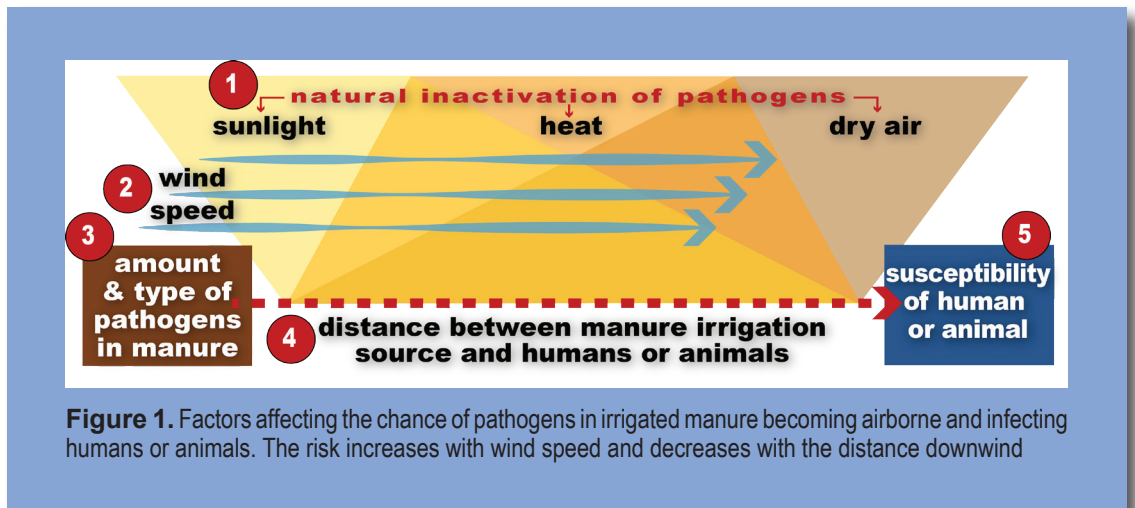 1
natural inactivation of pathogens
sunlight heat dry air
2
wind
speed
3
amount
& type of
pathogens
in manure
4
distance between manure irrigation
source and humans or animals
5
susceptibility
of human
or animal
Figure 1. Factors affecting the chance of pathogens in irrigated manure becoming airborne and infecting
humans or animals. The risk increases with wind speed and decreases with the distance downwind